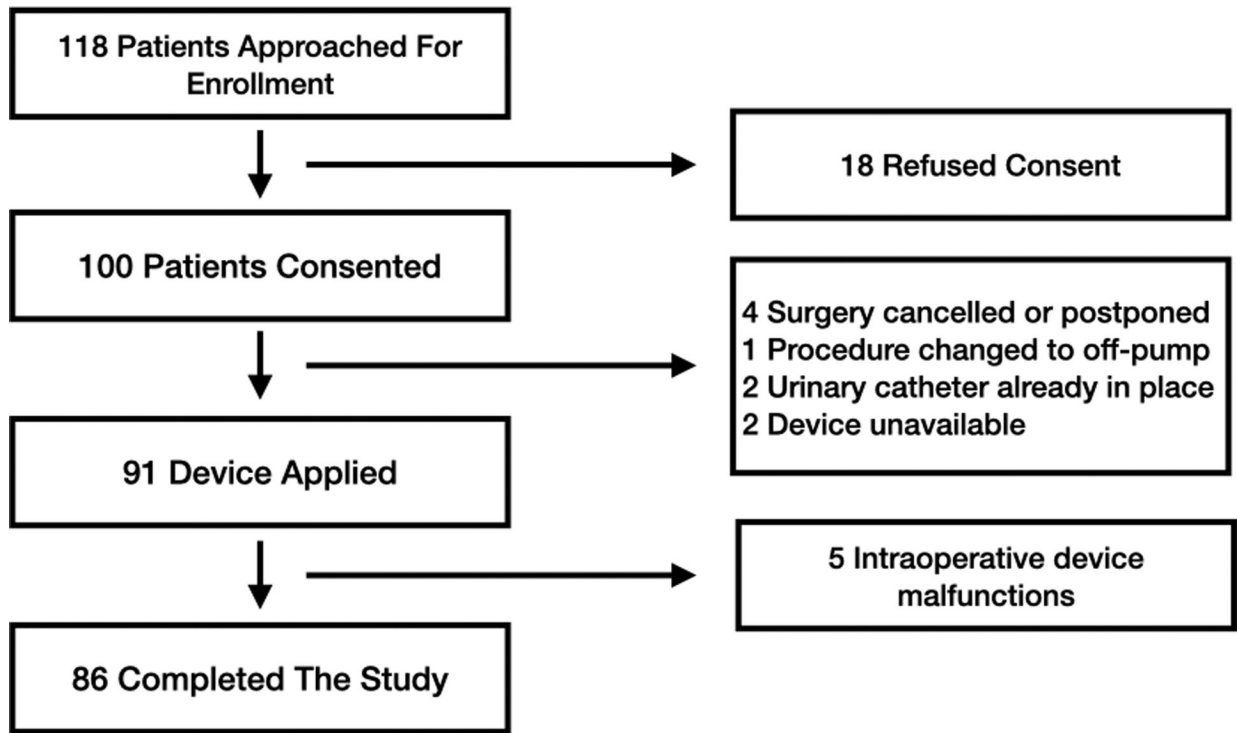 118 Patients Approached For
Enrollment
18 Refused Consent
100 Patients Consented
4 Surgery cancelled or postponed
1 Procedure changed to off-pump
2 Urinary catheter already in place
2 Device unavailable
91 Device Applied
5 Intraoperative device
malfunctions
86 Completed The Study